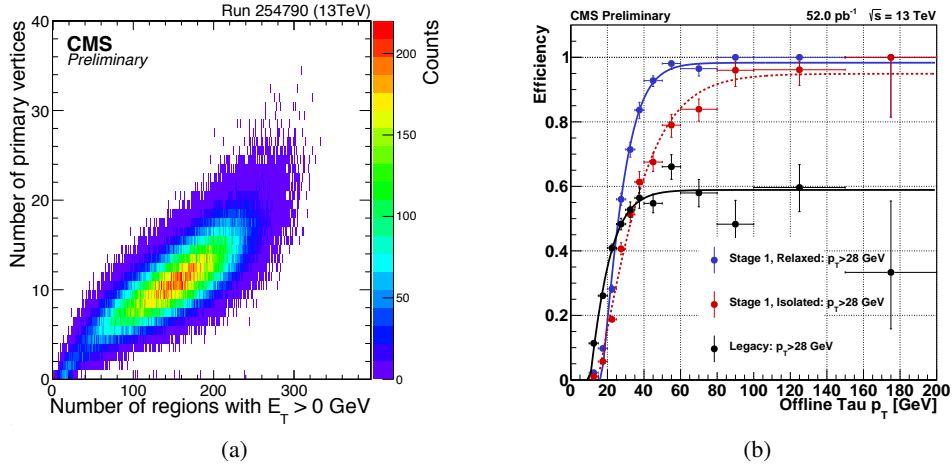 Run 254790 (13TeV)
CMS
Preliminary
Number of primary vertices
40
35
30
25
20
15
10
5
0
0 100 200 300
Number of regions with E_T > 0 GeV
Counts
200
150
100
50
0
(a)
CMS Preliminary 52.0 pb⁻¹ √s = 13 TeV
Efficiency
1
0.8
0.6
0.4
0.2
0
Stage 1, Relaxed: p_T>28 GeV
Stage 1, Isolated: p_T>28 GeV
Legacy: p_T>28 GeV
0 20 40 60 80 100 120 140 160 180 200
Offline Tau p_T [GeV]
(b)